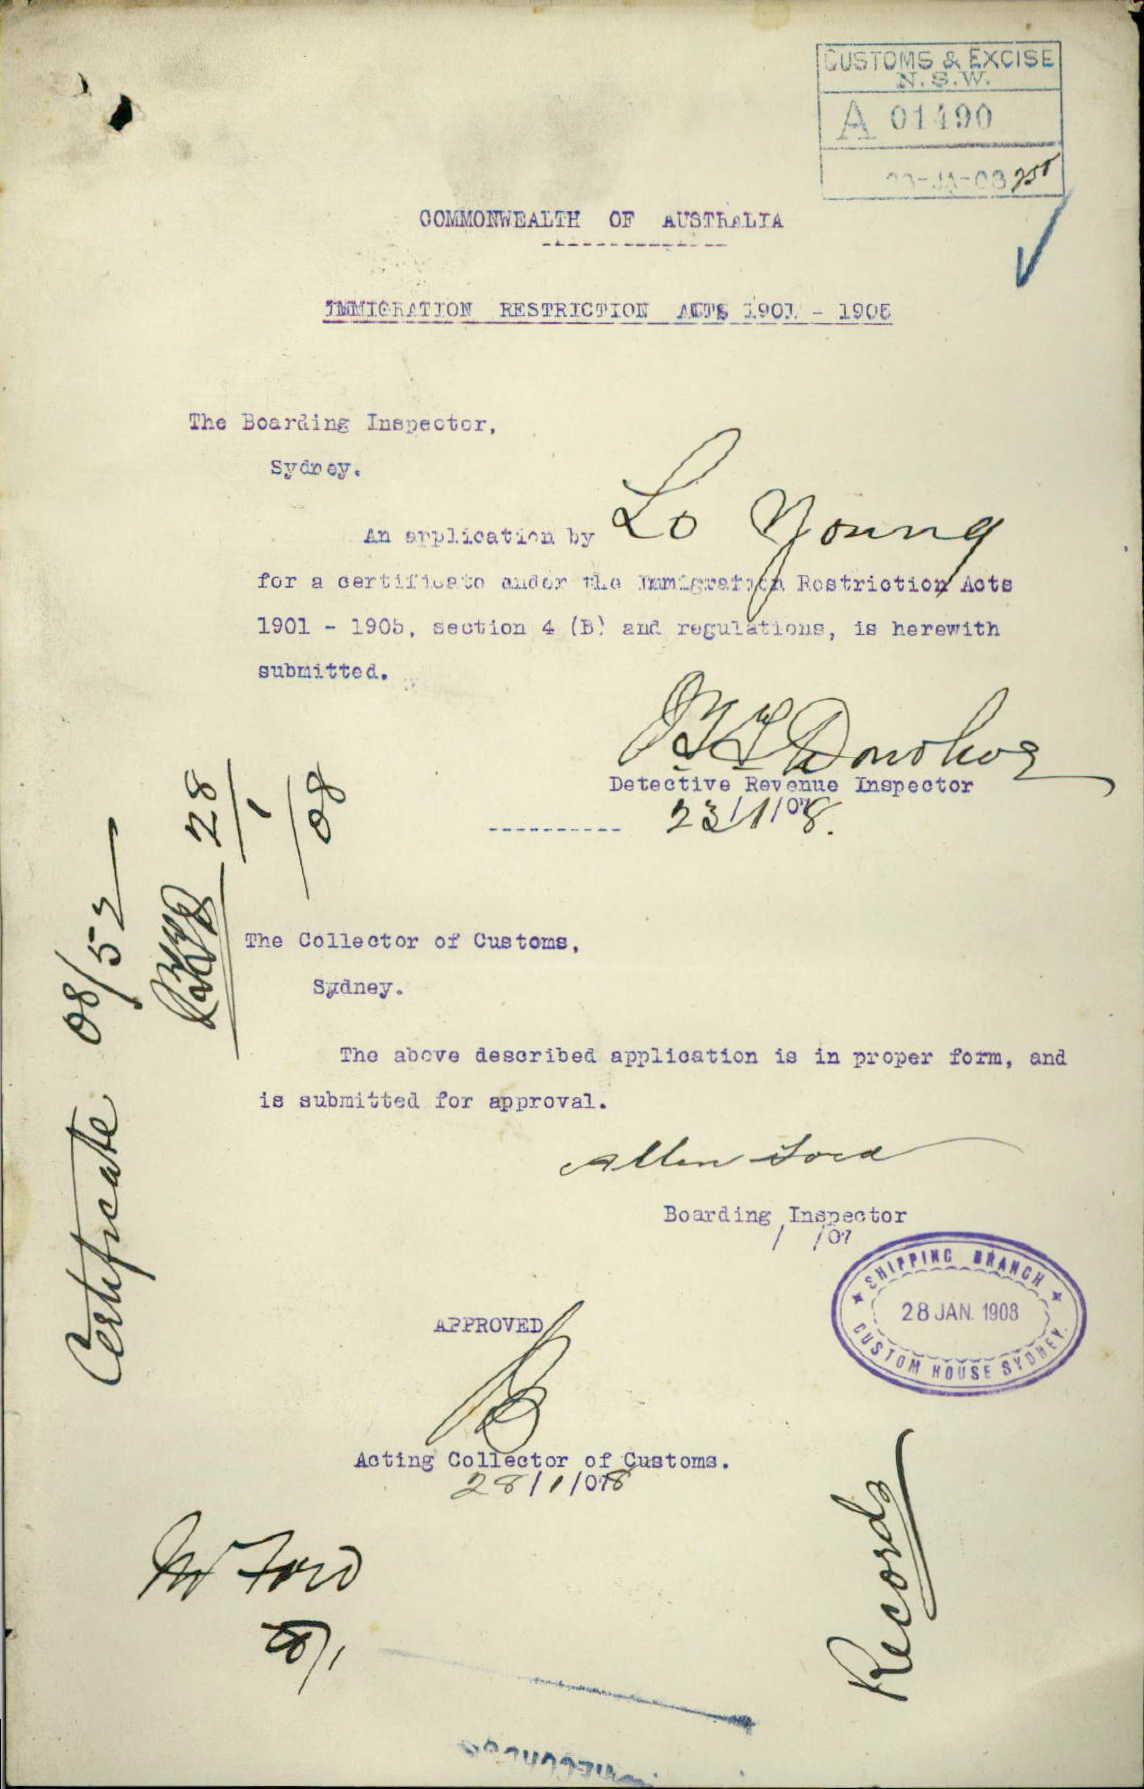 CUSTOMS & EXCISE
N.S.W.
A 01490
COMMONWEALTH OF AUSTRALIA
IMMIGRATION RESTRICTION ACTS 1901 - 1905
The Boarding Inspector,
Sydney.
An application by Lo Young
for a certificate under the Immigration Restriction Acts
1901 - 1905, section 4 (B) and regulations, is herewith
submitted.
Donohoe
Detective Revenue Inspector
23/1/08.
28/1/08
Certificate 08/52
The Collector of Customs,
Sydney.
The above described application is in proper form, and
is submitted for approval.
Allen Ford
Boarding Inspector
/ /07
SHIPPING BRANCH
28 JAN. 1908
CUSTOM HOUSE SYDNEY.
APPROVED
Acting Collector of Customs.
28/1/08
Mr Ford
Records